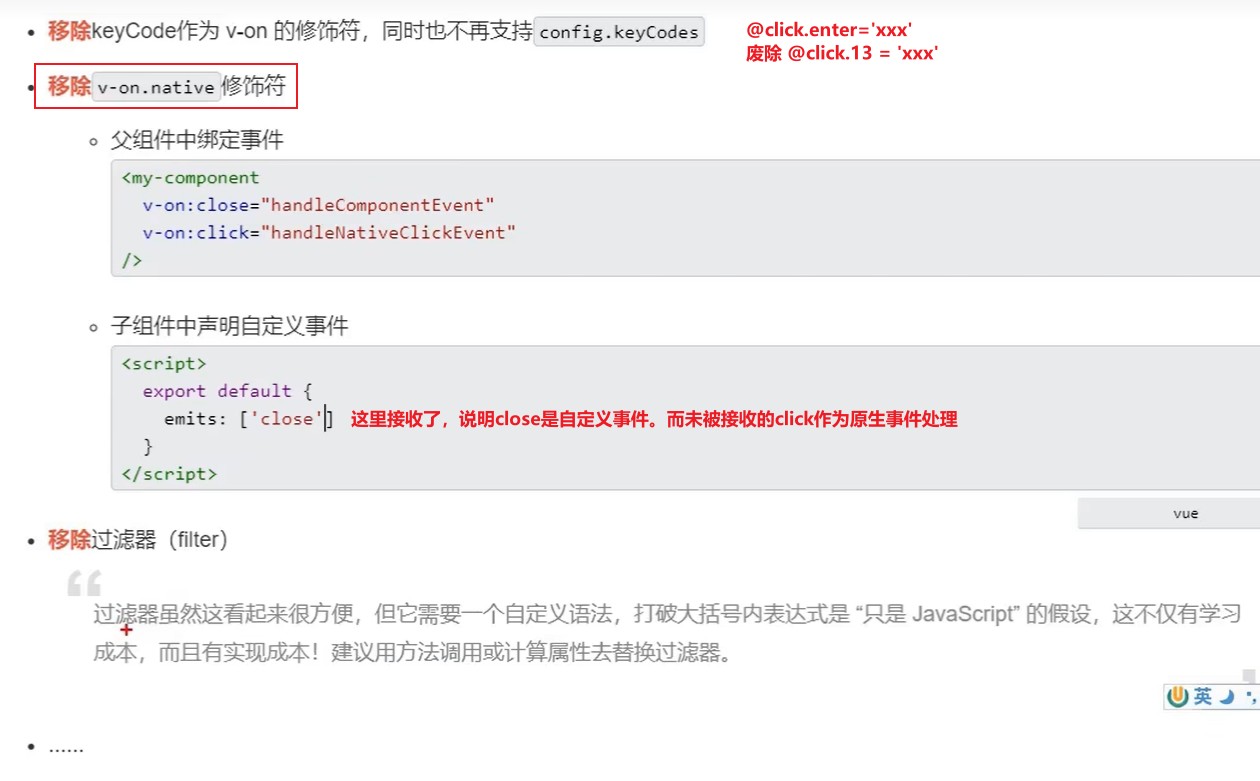 移除keyCode作为 v-on 的修饰符，同时也不再支持config.keyCodes
@click.enter='xxx'
废除 @click.13 = 'xxx'
移除v-on.native修饰符
父组件中绑定事件
<my-component
v-on:close="handleComponentEvent"
v-on:click="handleNativeClickEvent"
/>
子组件中声明自定义事件
<script>
export default {
emits: ['close']
这里接收了，说明close是自定义事件。而未被接收的click作为原生事件处理
}
</script>
vue
移除过滤器（filter）
“
过滤器虽然这看起来很方便，但它需要一个自定义语法，打破大括号内表达式是 “只是 JavaScript” 的假设，这不仅有学习
成本，而且有实现成本！建议用方法调用或计算属性去替换过滤器。
英
......